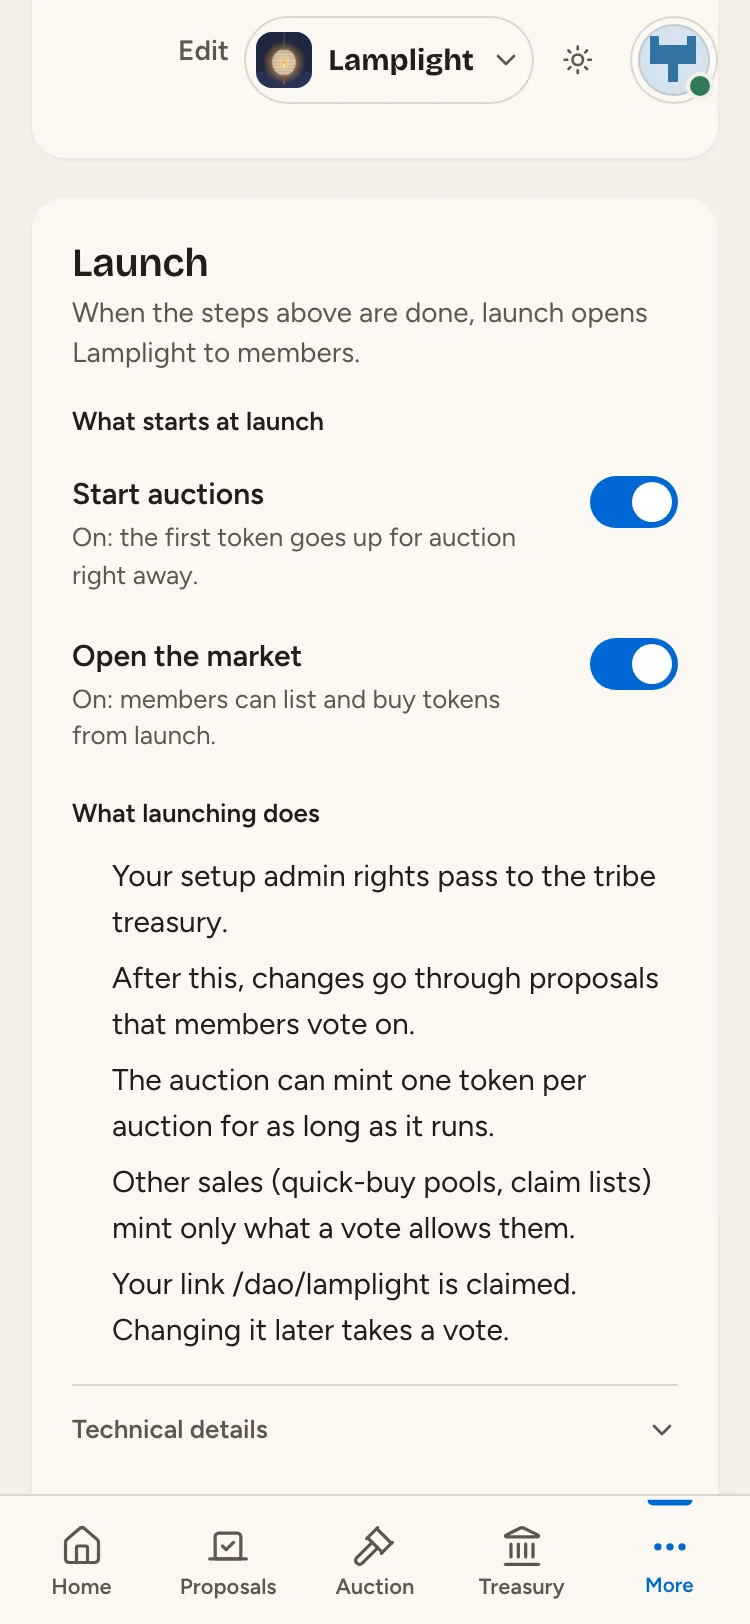 Edit
Lamplight
Launch
When the steps above are done, launch opens
Lamplight to members.
What starts at launch
Start auctions
On: the first token goes up for auction
right away.
Open the market
On: members can list and buy tokens
from launch.
What launching does
Your setup admin rights pass to the tribe
treasury.
After this, changes go through proposals
that members vote on.
The auction can mint one token per
auction for as long as it runs.
Other sales (quick-buy pools, claim lists)
mint only what a vote allows them.
Your link /dao/lamplight is claimed.
Changing it later takes a vote.
Technical details
Home
Proposals
Auction
Treasury
More